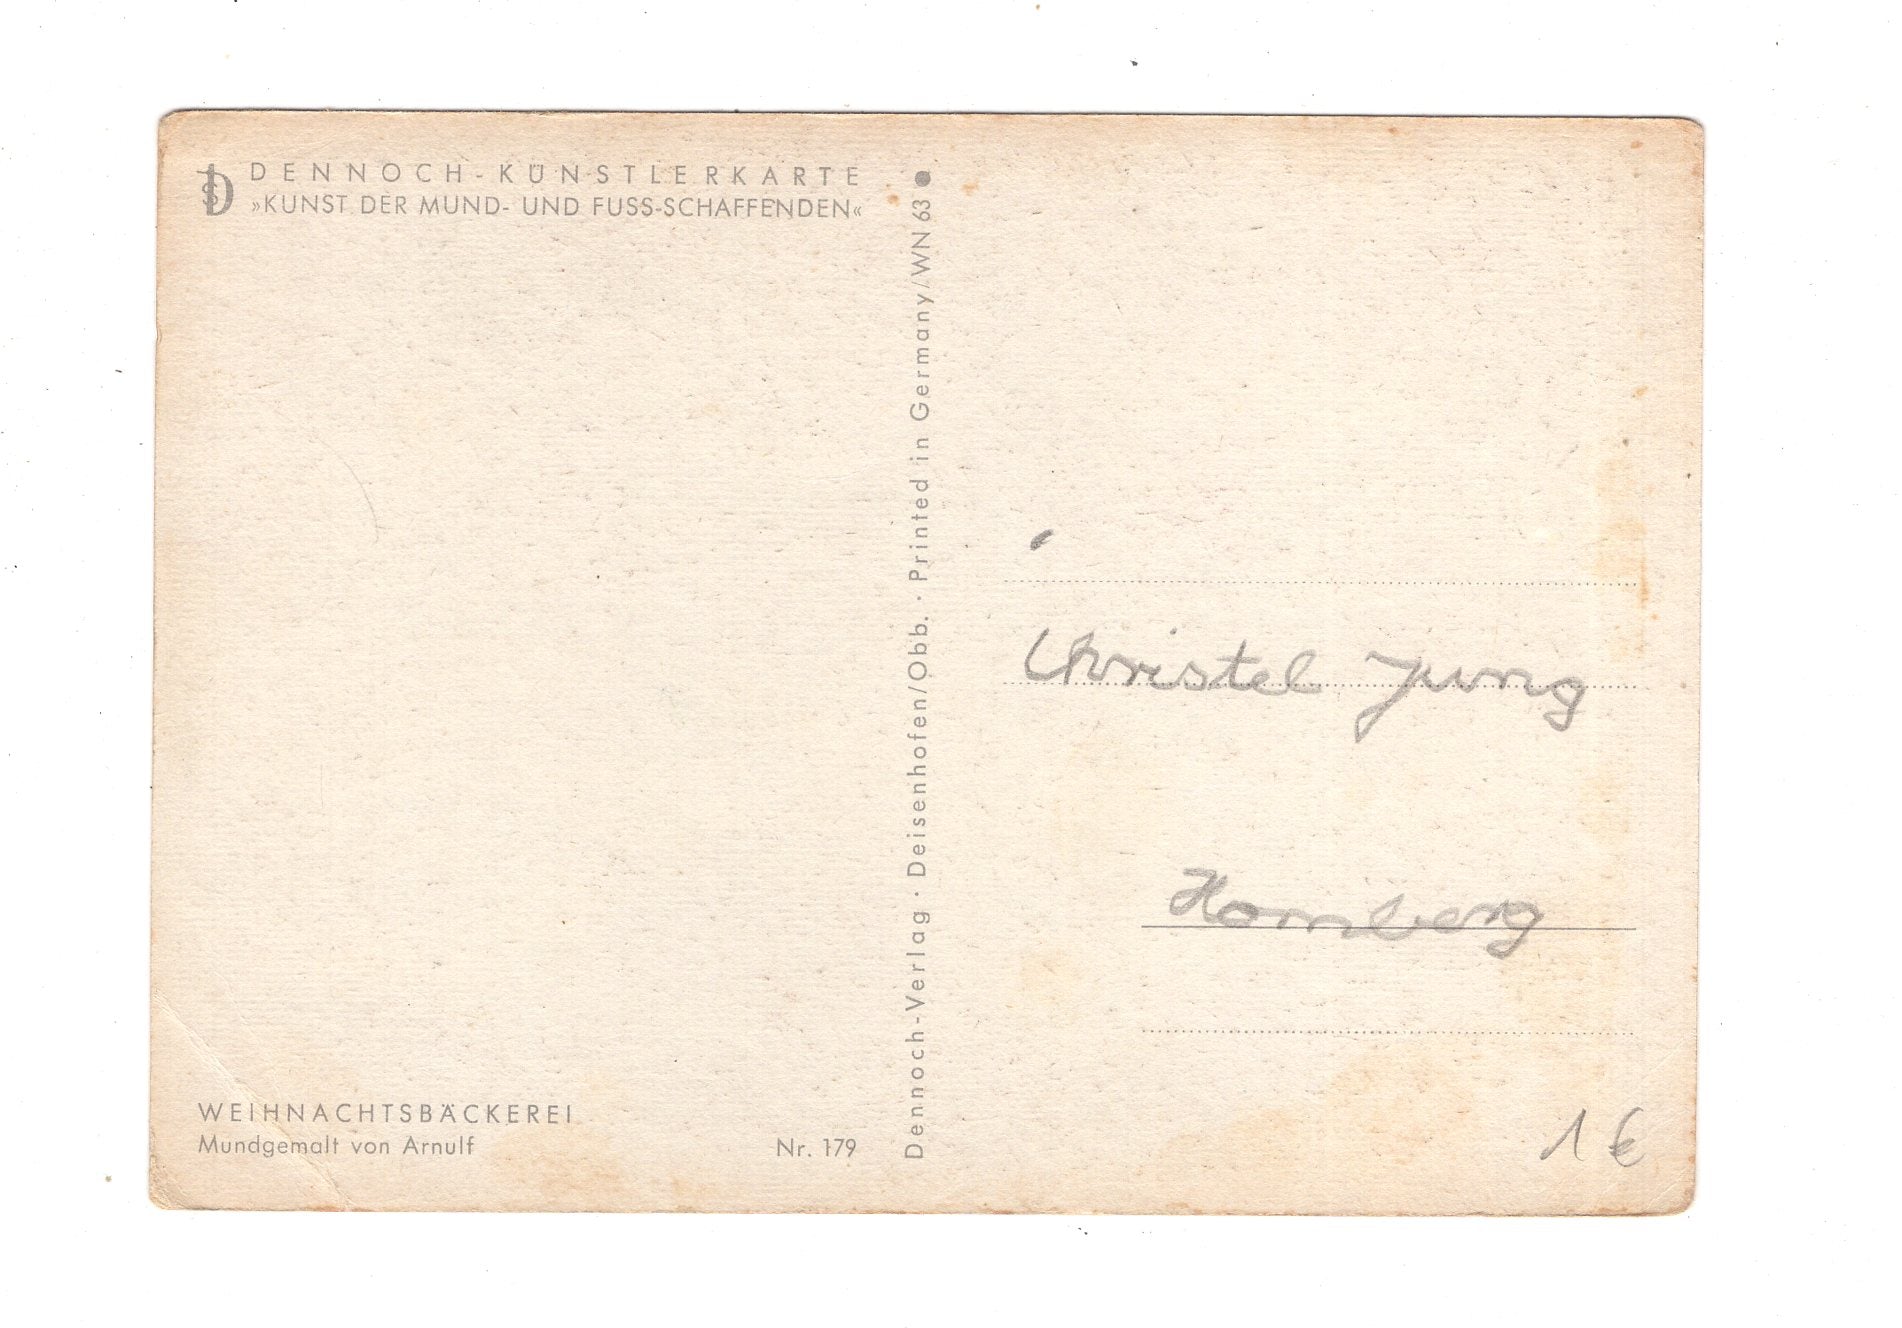 DENNOCH-KÜNSTLERKARTE
»KUNST DER MUND- UND FUSS-SCHAFFENDEN«
WEIHNACHTSBÄCKEREI
Mundgemalt von Arnulf
Nr. 179
Dennoch-Verlag · Deisenhofen/Obb. · Printed in Germany/WN 63
Christel Jung
Homberg
1 €